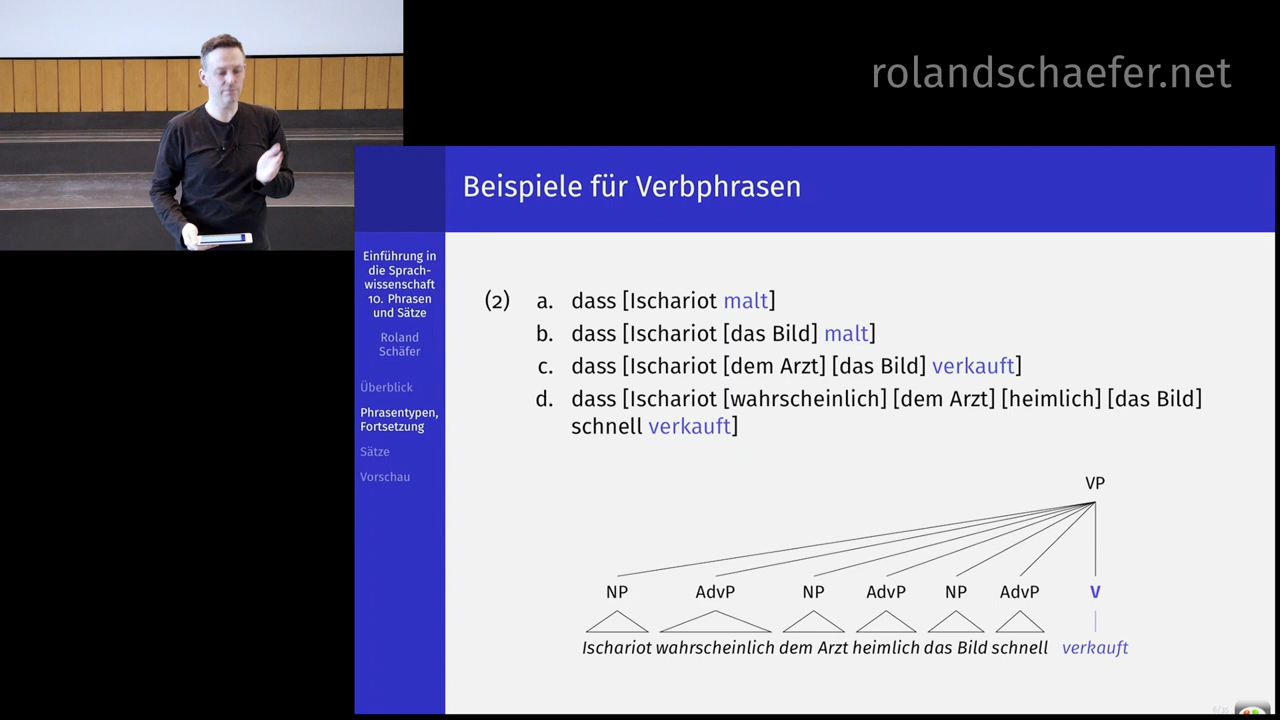 rolandschaefer.net
Beispiele für Verbphrasen
Einführung in
die Sprach-
wissenschaft
10. Phrasen
und Sätze
Roland
Schäfer
Überblick
Phrasentypen,
Fortsetzung
Sätze
Vorschau
(2) a. dass [Ischariot malt]
b. dass [Ischariot [das Bild] malt]
c. dass [Ischariot [dem Arzt] [das Bild] verkauft]
d. dass [Ischariot [wahrscheinlich] [dem Arzt] [heimlich] [das Bild]
schnell verkauft]
VP
NP AdvP NP AdvP NP AdvP V
Ischariot wahrscheinlich dem Arzt heimlich das Bild schnell verkauft